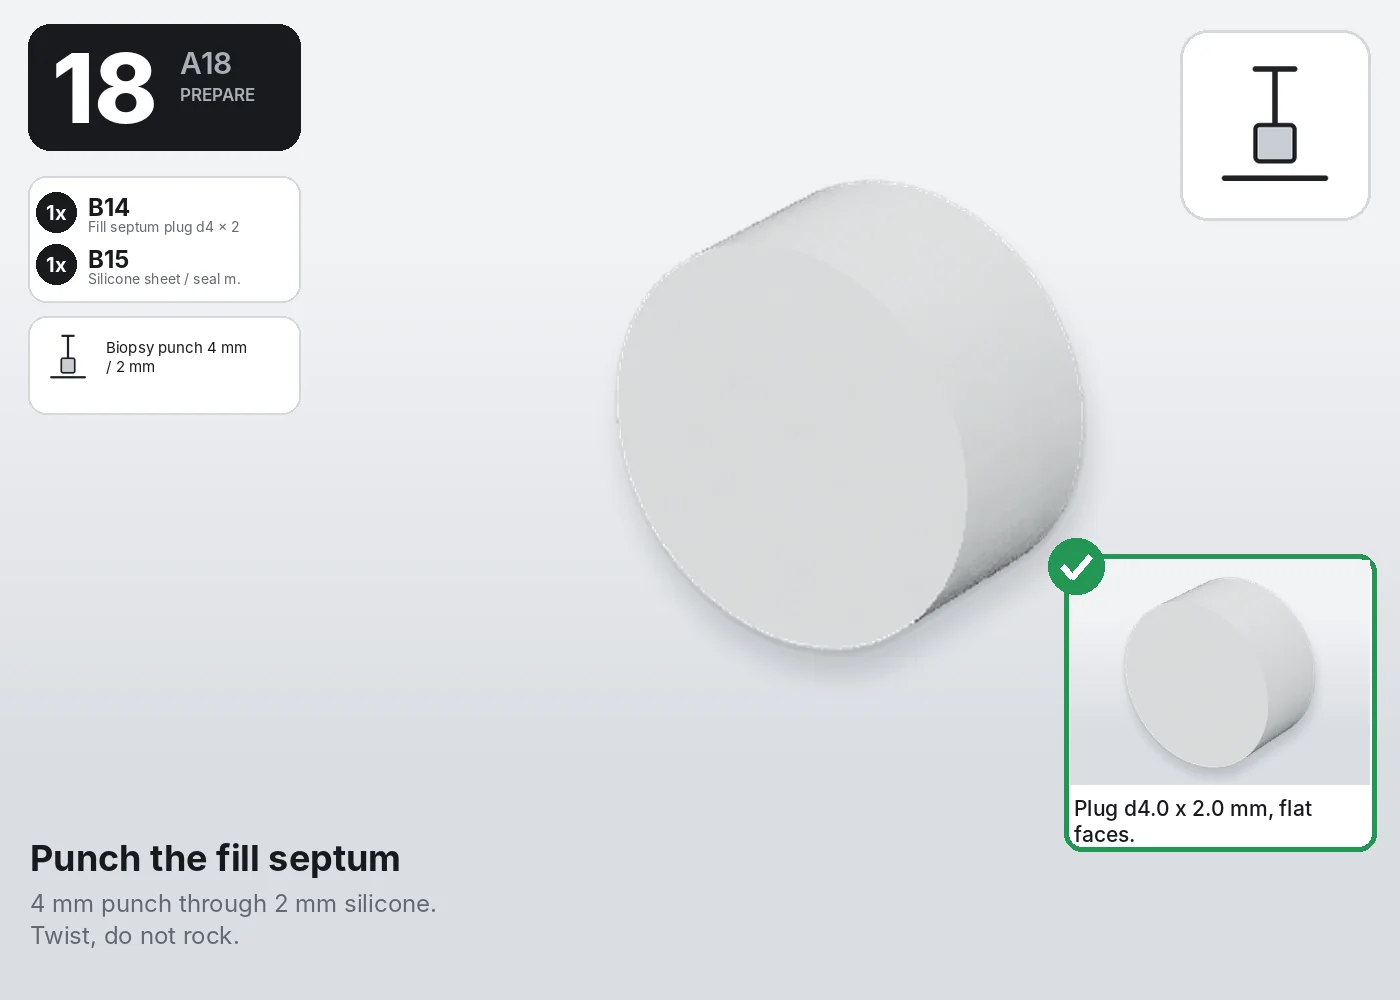 18
A18
PREPARE
1x
B14
Fill septum plug d4 × 2
1x
B15
Silicone sheet / seal m.
Biopsy punch 4 mm
/ 2 mm
Plug d4.0 x 2.0 mm, flat
faces.
Punch the fill septum
4 mm punch through 2 mm silicone.
Twist, do not rock.